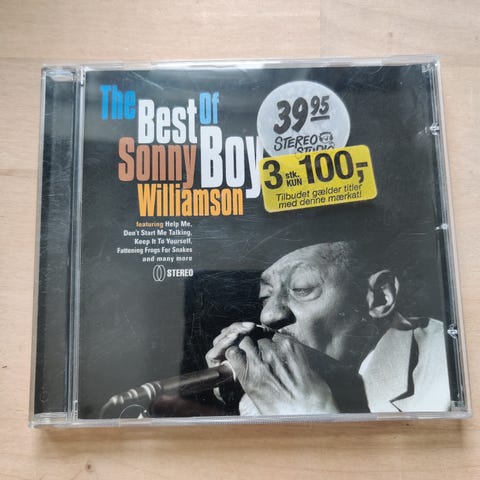 The
Best Of
Sonny Boy
Williamson
featuring Help Me,
Don't Start Me Talking,
Keep It To Yourself,
Fattening Frogs For Snakes
and many more
STEREO
39.95
STEREO
STUDIO
3 stk. KUN 100,-
Tilbudet gælder titler
med denne mærkat!